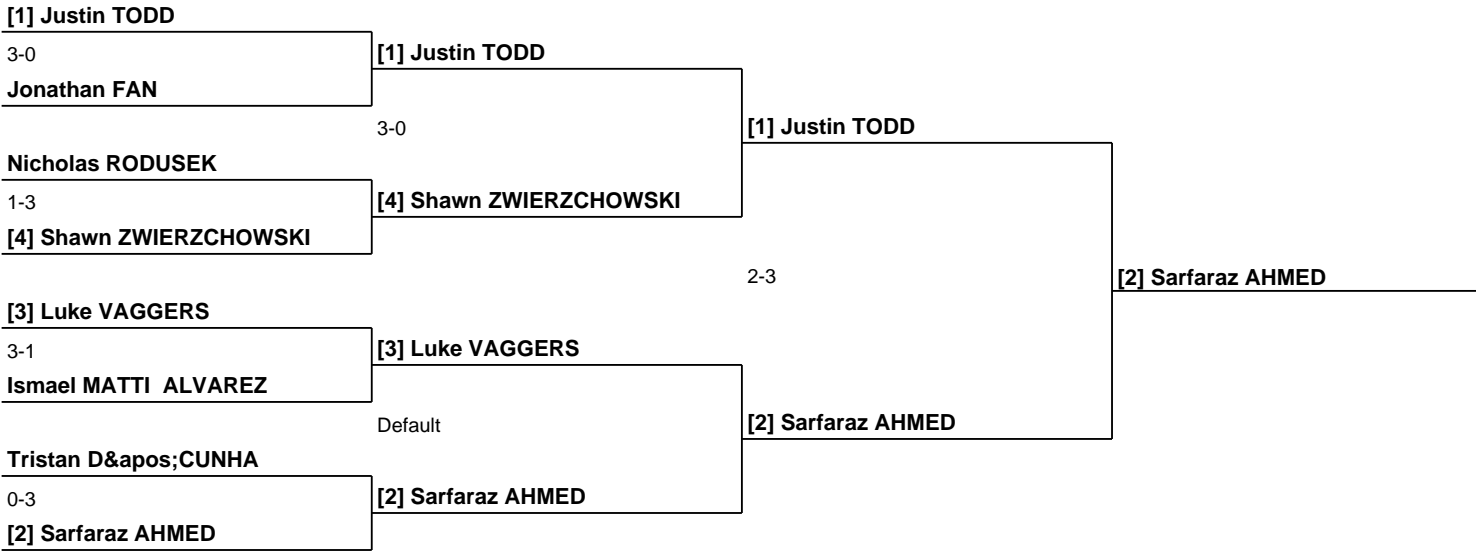 [1] Justin TODD
3-0
Jonathan FAN
Nicholas RODUSEK
1-3
[4] Shawn ZWIERZCHOWSKI
[3] Luke VAGGERS
3-1
Ismael MATTI  ALVAREZ
Tristan D&apos;CUNHA
0-3
[2] Sarfaraz AHMED
[1] Justin TODD
3-0
[4] Shawn ZWIERZCHOWSKI
[3] Luke VAGGERS
Default
[2] Sarfaraz AHMED
[1] Justin TODD
2-3
[2] Sarfaraz AHMED
[2] Sarfaraz AHMED